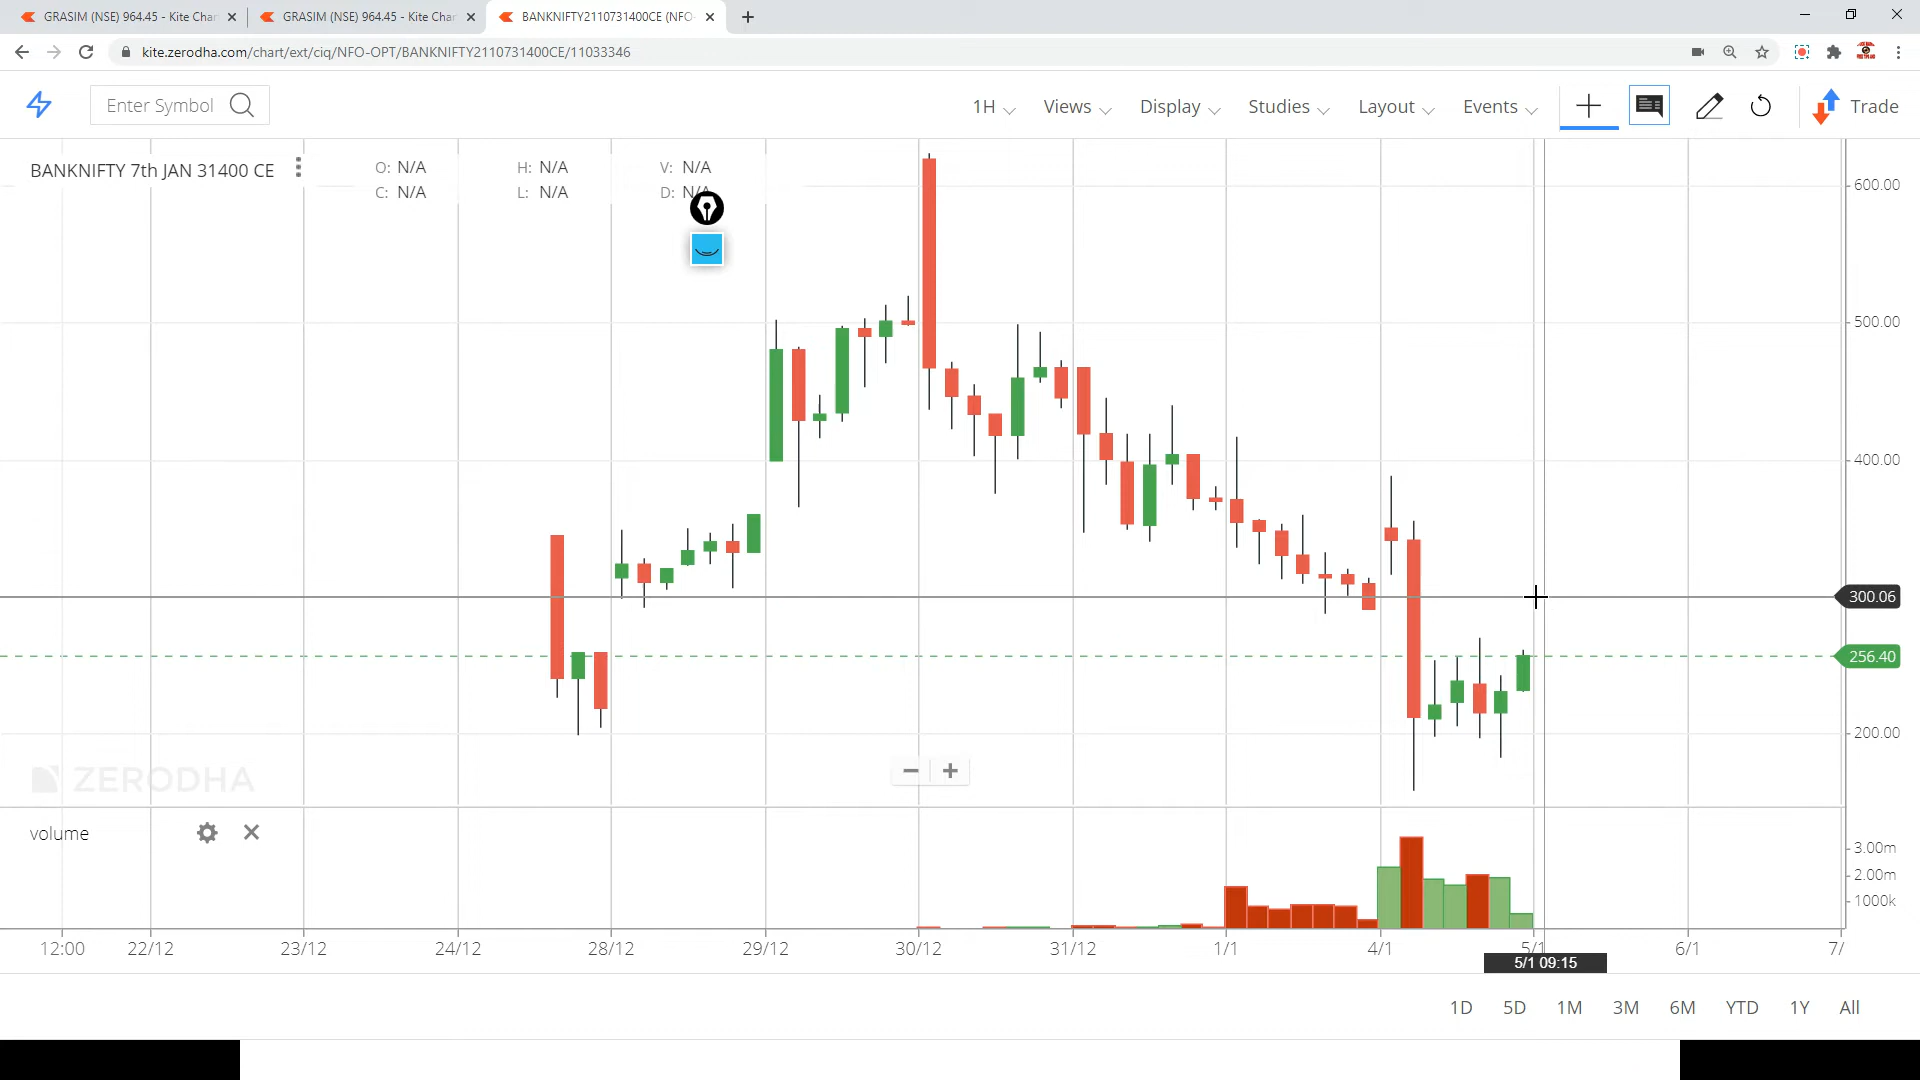 GRASIM (NSE) 964.45 - Kite Char
GRASIM (NSE) 964.45 - Kite Chart
BANKNIFTY2110731400CE (NFO-
kite.zerodha.com/chart/ext/ciq/NFO-OPT/BANKNIFTY2110731400CE/11033346
Enter Symbol
1H Views Display Studies Layout Events Trade
BANKNIFTY 7th JAN 31400 CE
O: N/A H: N/A V: N/A
C: N/A L: N/A D: N/A
600.00
500.00
400.00
300.06
256.40
200.00
ZERODHA
volume
3.00m
2.00m
1000k
12:00 22/12 23/12 24/12 28/12 29/12 30/12 31/12 1/1 4/1 5/1 6/1 7/
5/1 09:15
1D 5D 1M 3M 6M YTD 1Y All